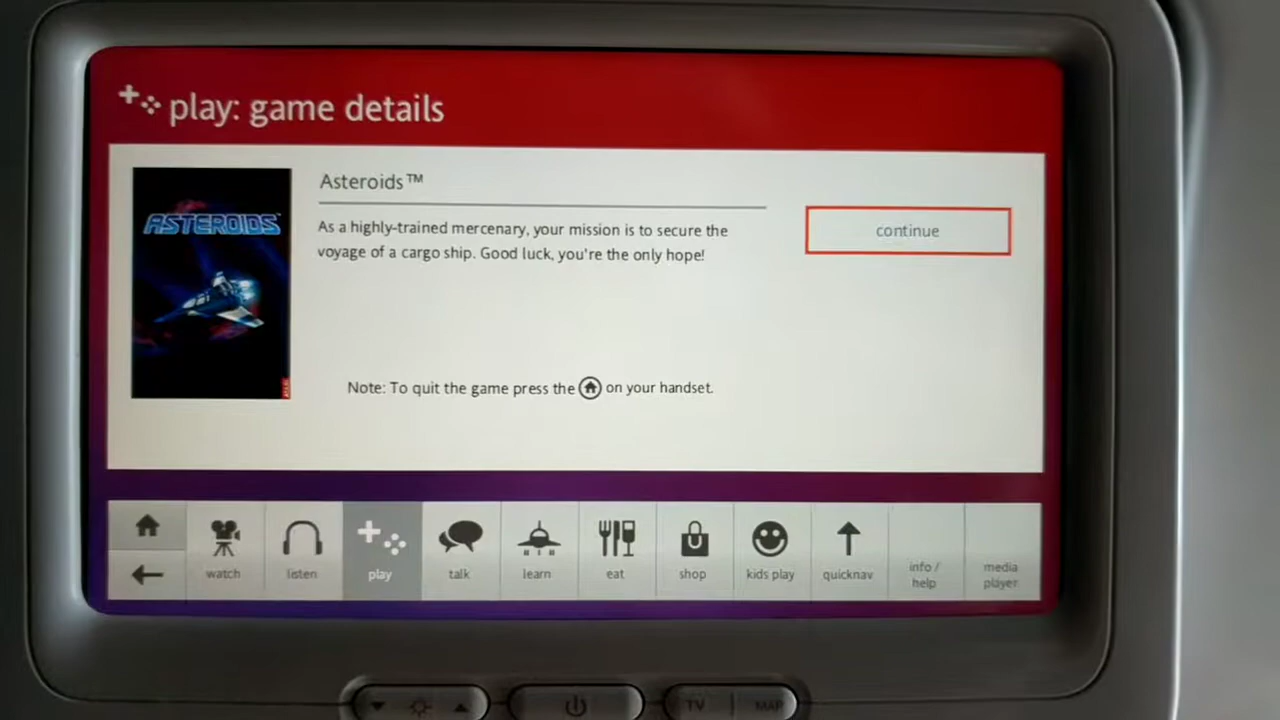 play: game details
ASTEROIDS
Asteroids™
As a highly-trained mercenary, your mission is to secure the
voyage of a cargo ship. Good luck, you're the only hope!
continue
Note: To quit the game press the on your handset.
watch
listen
play
talk
learn
eat
shop
kids play
quicknav
info /
help
media
player
TV
MAP